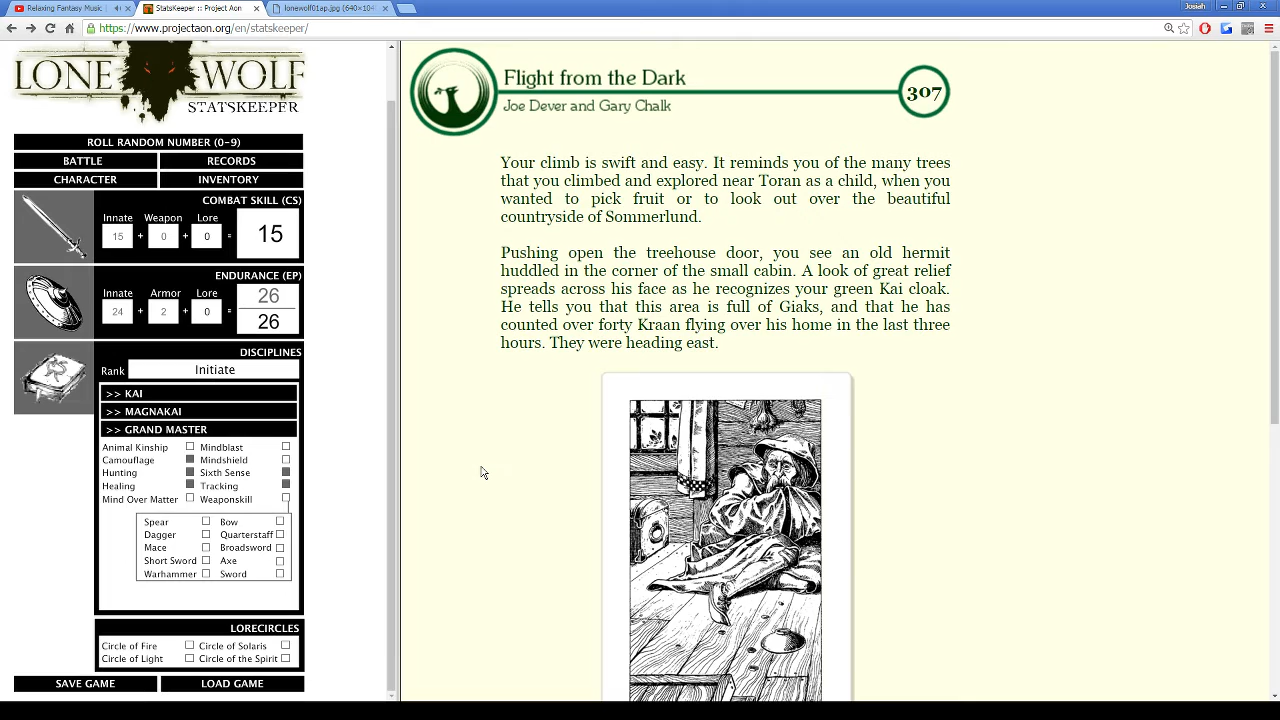 Relaxing Fantasy Music
StatsKeeper :: Project Aon
lonewolf01ap.jpg (640×104
Josiah
https://www.projectaon.org/en/statskeeper/
LONE WOLF
STATSKEEPER
ROLL RANDOM NUMBER (0-9)
BATTLE RECORDS
CHARACTER INVENTORY
COMBAT SKILL (CS)
Innate Weapon Lore
15 + 0 + 0 = 15
ENDURANCE (EP)
Innate Armor Lore
26
24 + 2 + 0 =
26
DISCIPLINES
Rank Initiate
>> KAI
>> MAGNAKAI
>> GRAND MASTER
Animal Kinship Mindblast
Camouflage Mindshield
Hunting Sixth Sense
Healing Tracking
Mind Over Matter Weaponskill
Spear Bow
Dagger Quarterstaff
Mace Broadsword
Short Sword Axe
Warhammer Sword
LORECIRCLES
Circle of Fire Circle of Solaris
Circle of Light Circle of the Spirit
SAVE GAME LOAD GAME
Flight from the Dark
307
Joe Dever and Gary Chalk
Your climb is swift and easy. It reminds you of the many trees
that you climbed and explored near Toran as a child, when you
wanted to pick fruit or to look out over the beautiful
countryside of Sommerlund.
Pushing open the treehouse door, you see an old hermit
huddled in the corner of the small cabin. A look of great relief
spreads across his face as he recognizes your green Kai cloak.
He tells you that this area is full of Giaks, and that he has
counted over forty Kraan flying over his home in the last three
hours. They were heading east.